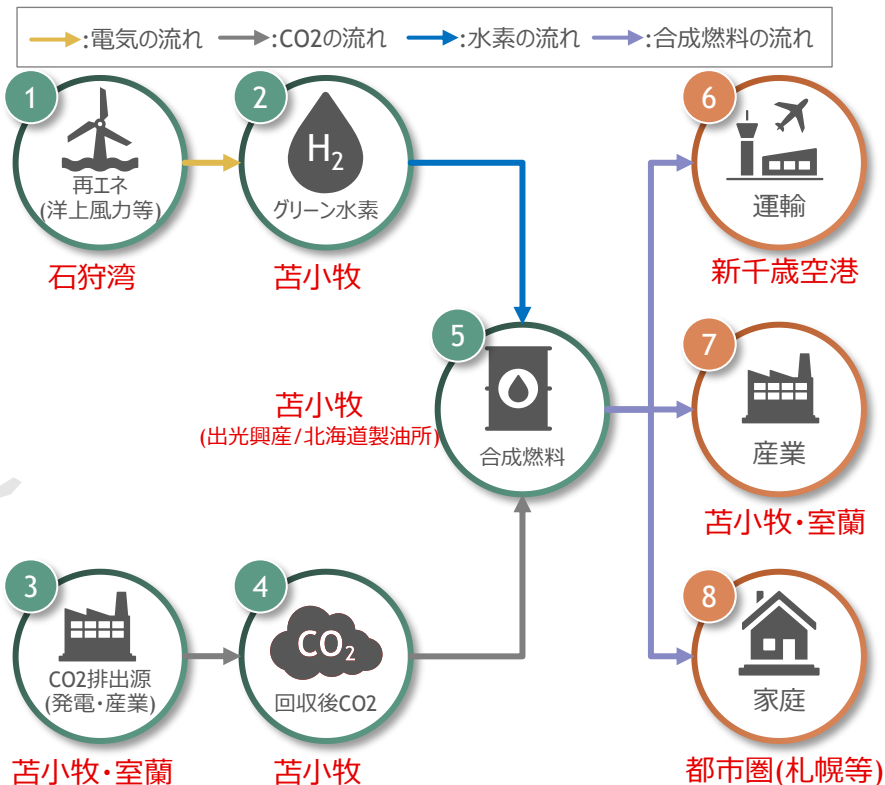 :電気の流れ :CO2の流れ :水素の流れ :合成燃料の流れ
1
再エネ
(洋上風力等)
石狩湾
2
H2
グリーン水素
苫小牧
3
CO2排出源
(発電・産業)
苫小牧・室蘭
4
CO2
回収後CO2
苫小牧
5
合成燃料
苫小牧
(出光興産/北海道製油所)
6
運輸
新千歳空港
7
産業
苫小牧・室蘭
8
家庭
都市圏(札幌等)